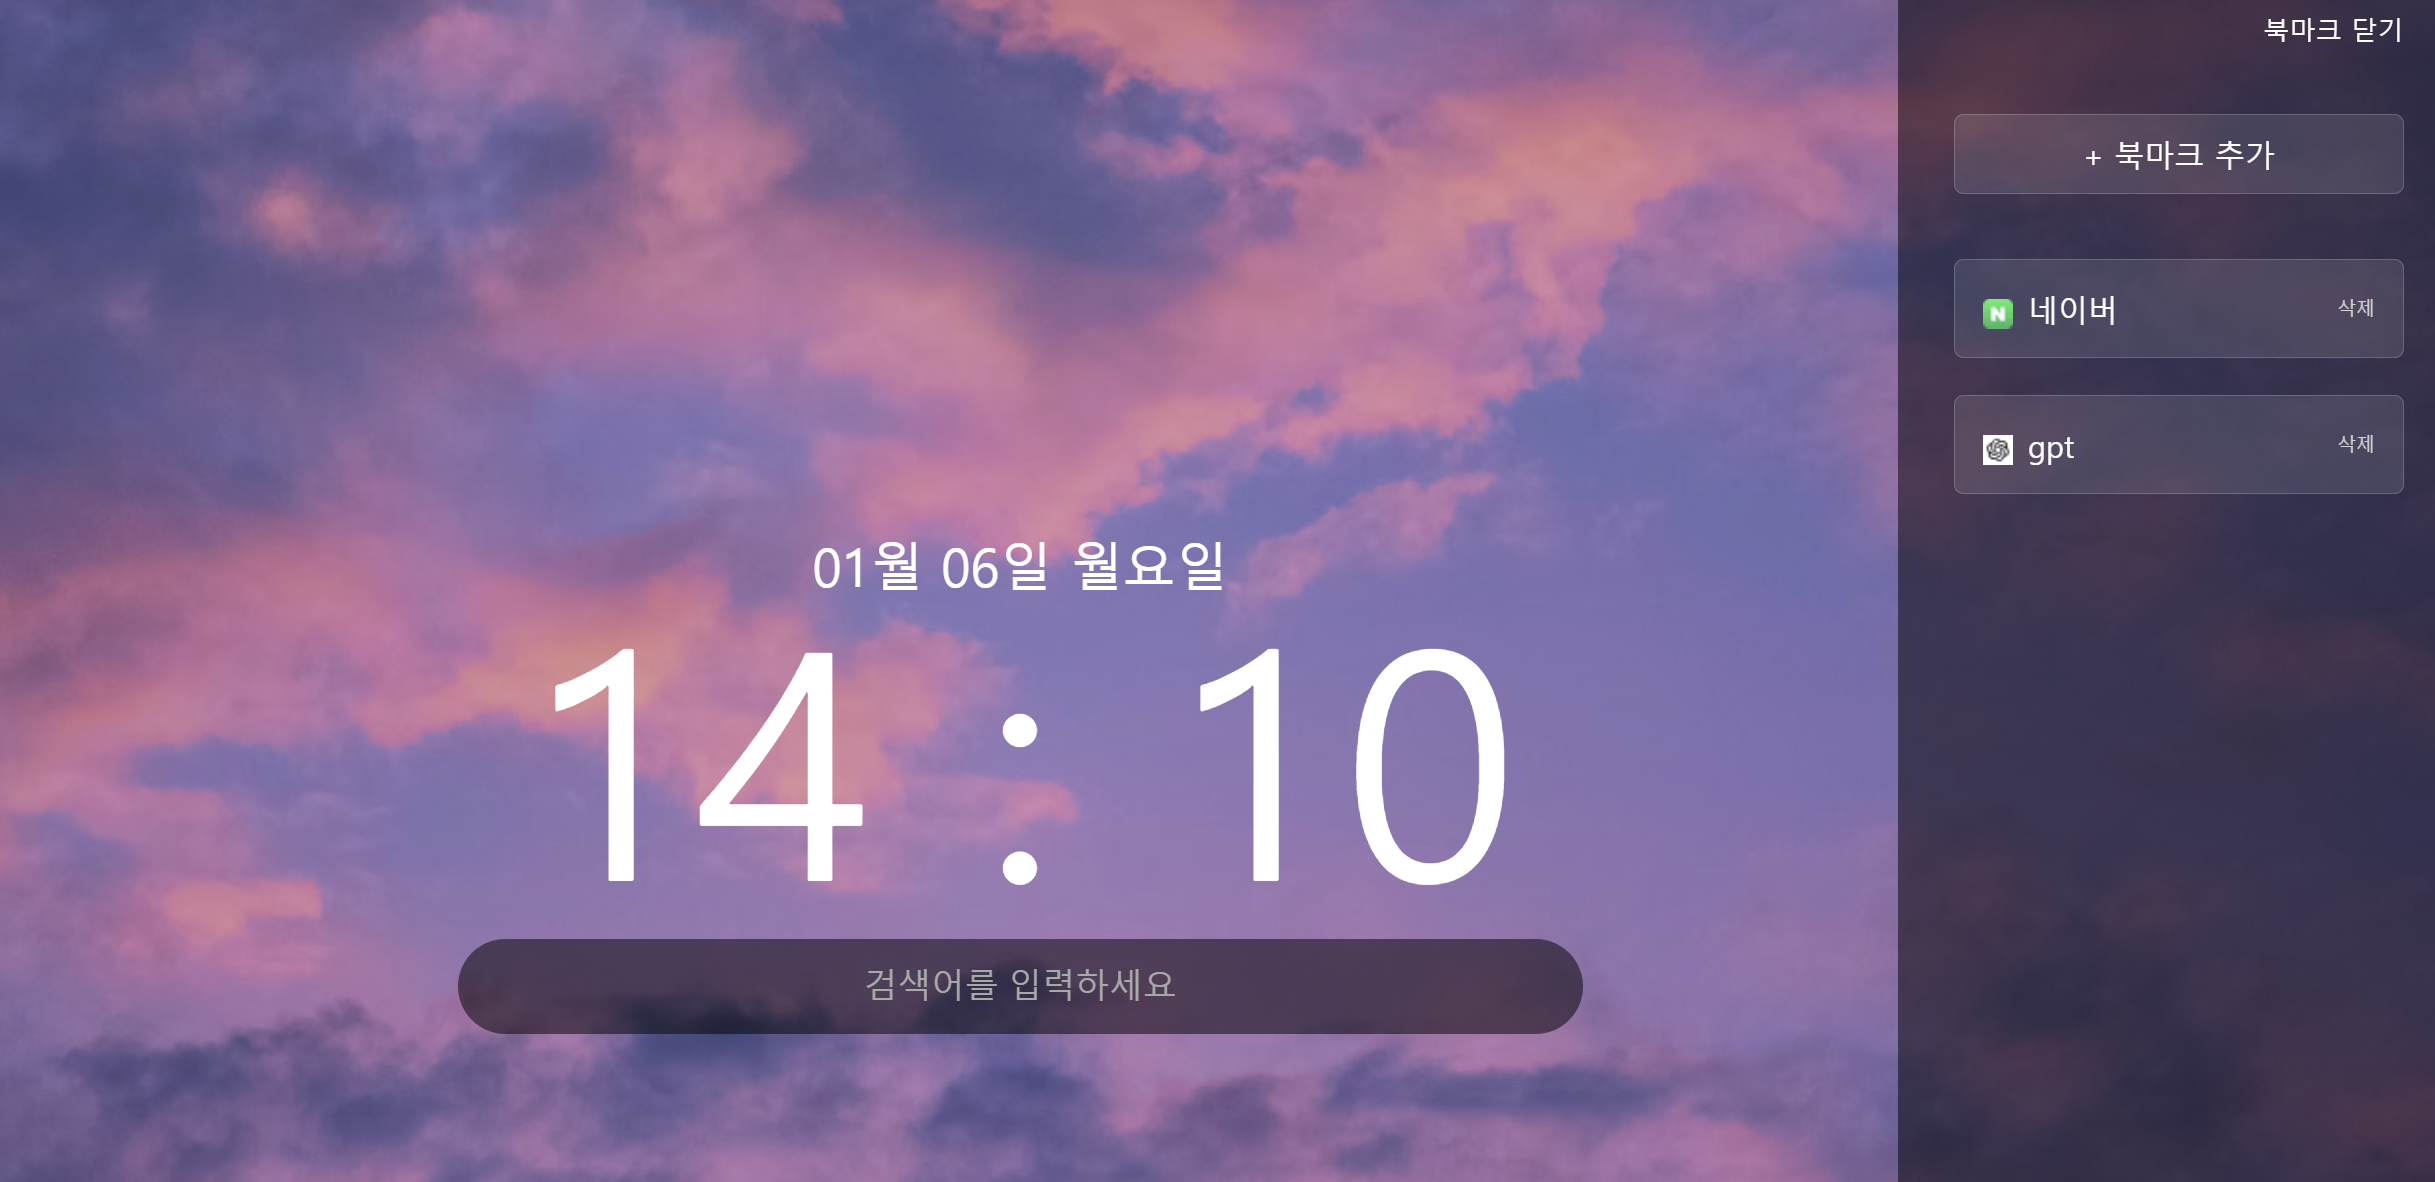 북마크 닫기
+ 북마크 추가
N 네이버 삭제
gpt 삭제
01월 06일 월요일
14 : 10
검색어를 입력하세요